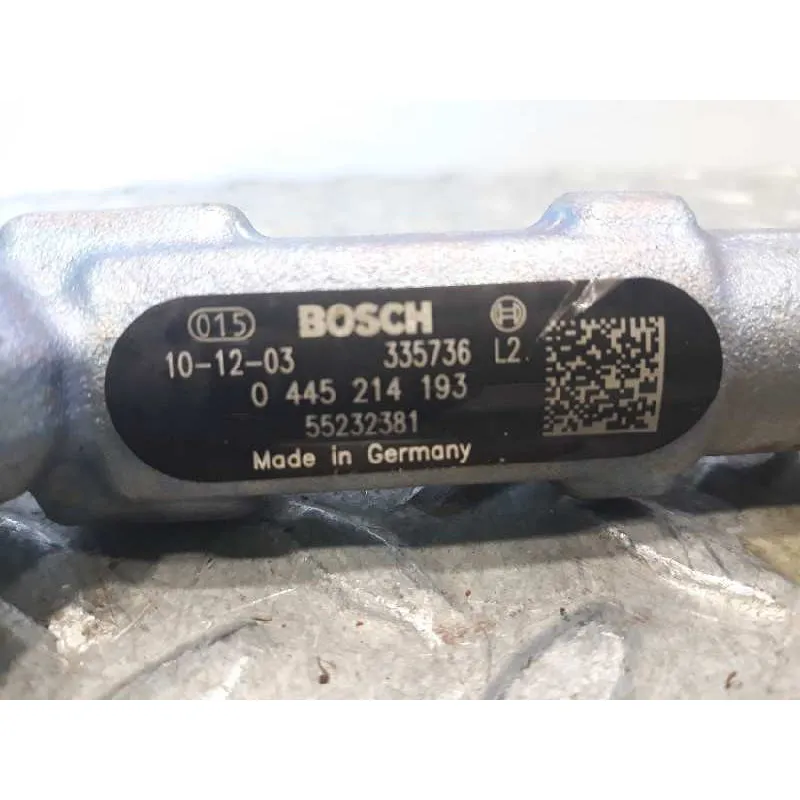 015 BOSCH
10-12-03 335736 L2
0 445 214 193
55232381
Made in Germany